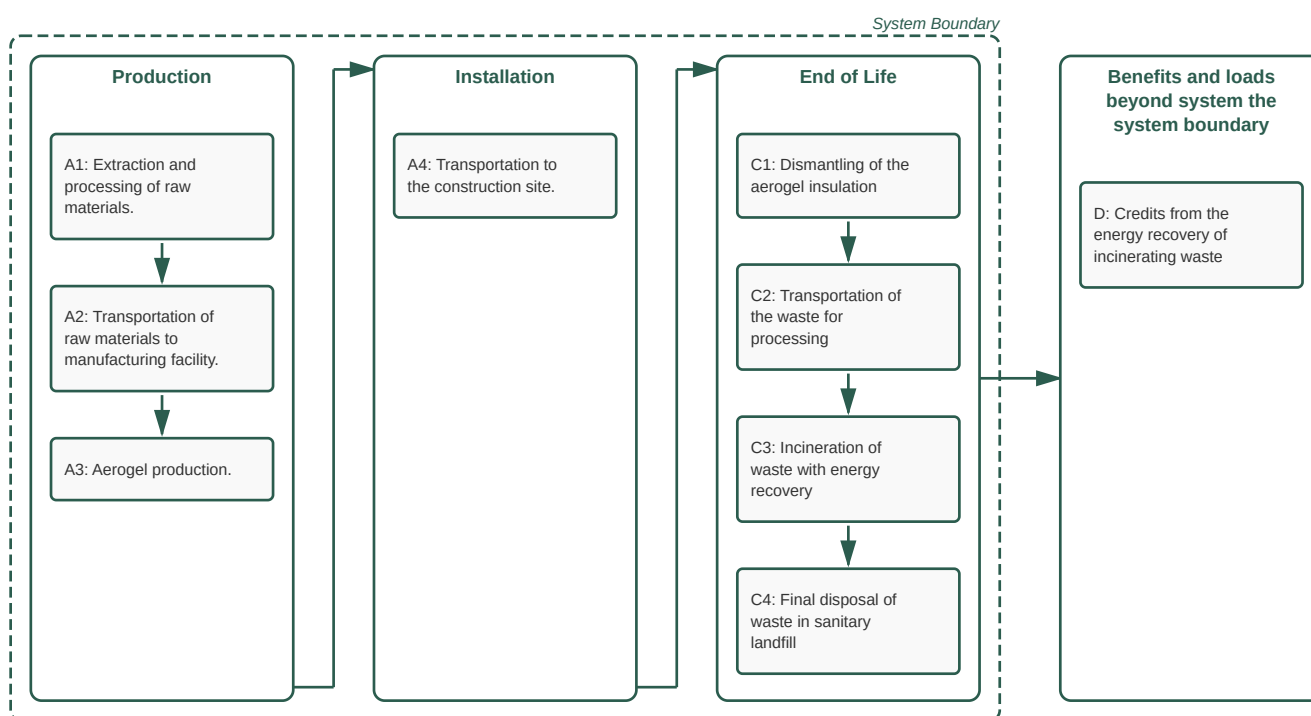 System Boundary
Production
A1: Extraction and
processing of raw
materials.
A2: Transportation of
raw materials to
manufacturing facility.
A3: Aerogel production.
Installation
A4: Transportation to
the construction site.
End of Life
C1: Dismantling of the
aerogel insulation
C2: Transportation of
the waste for
processing
C3: Incineration of
waste with energy
recovery
C4: Final disposal of
waste in sanitary
landfill
Benefits and loads
beyond system the
system boundary
D: Credits from the
energy recovery of
incinerating waste